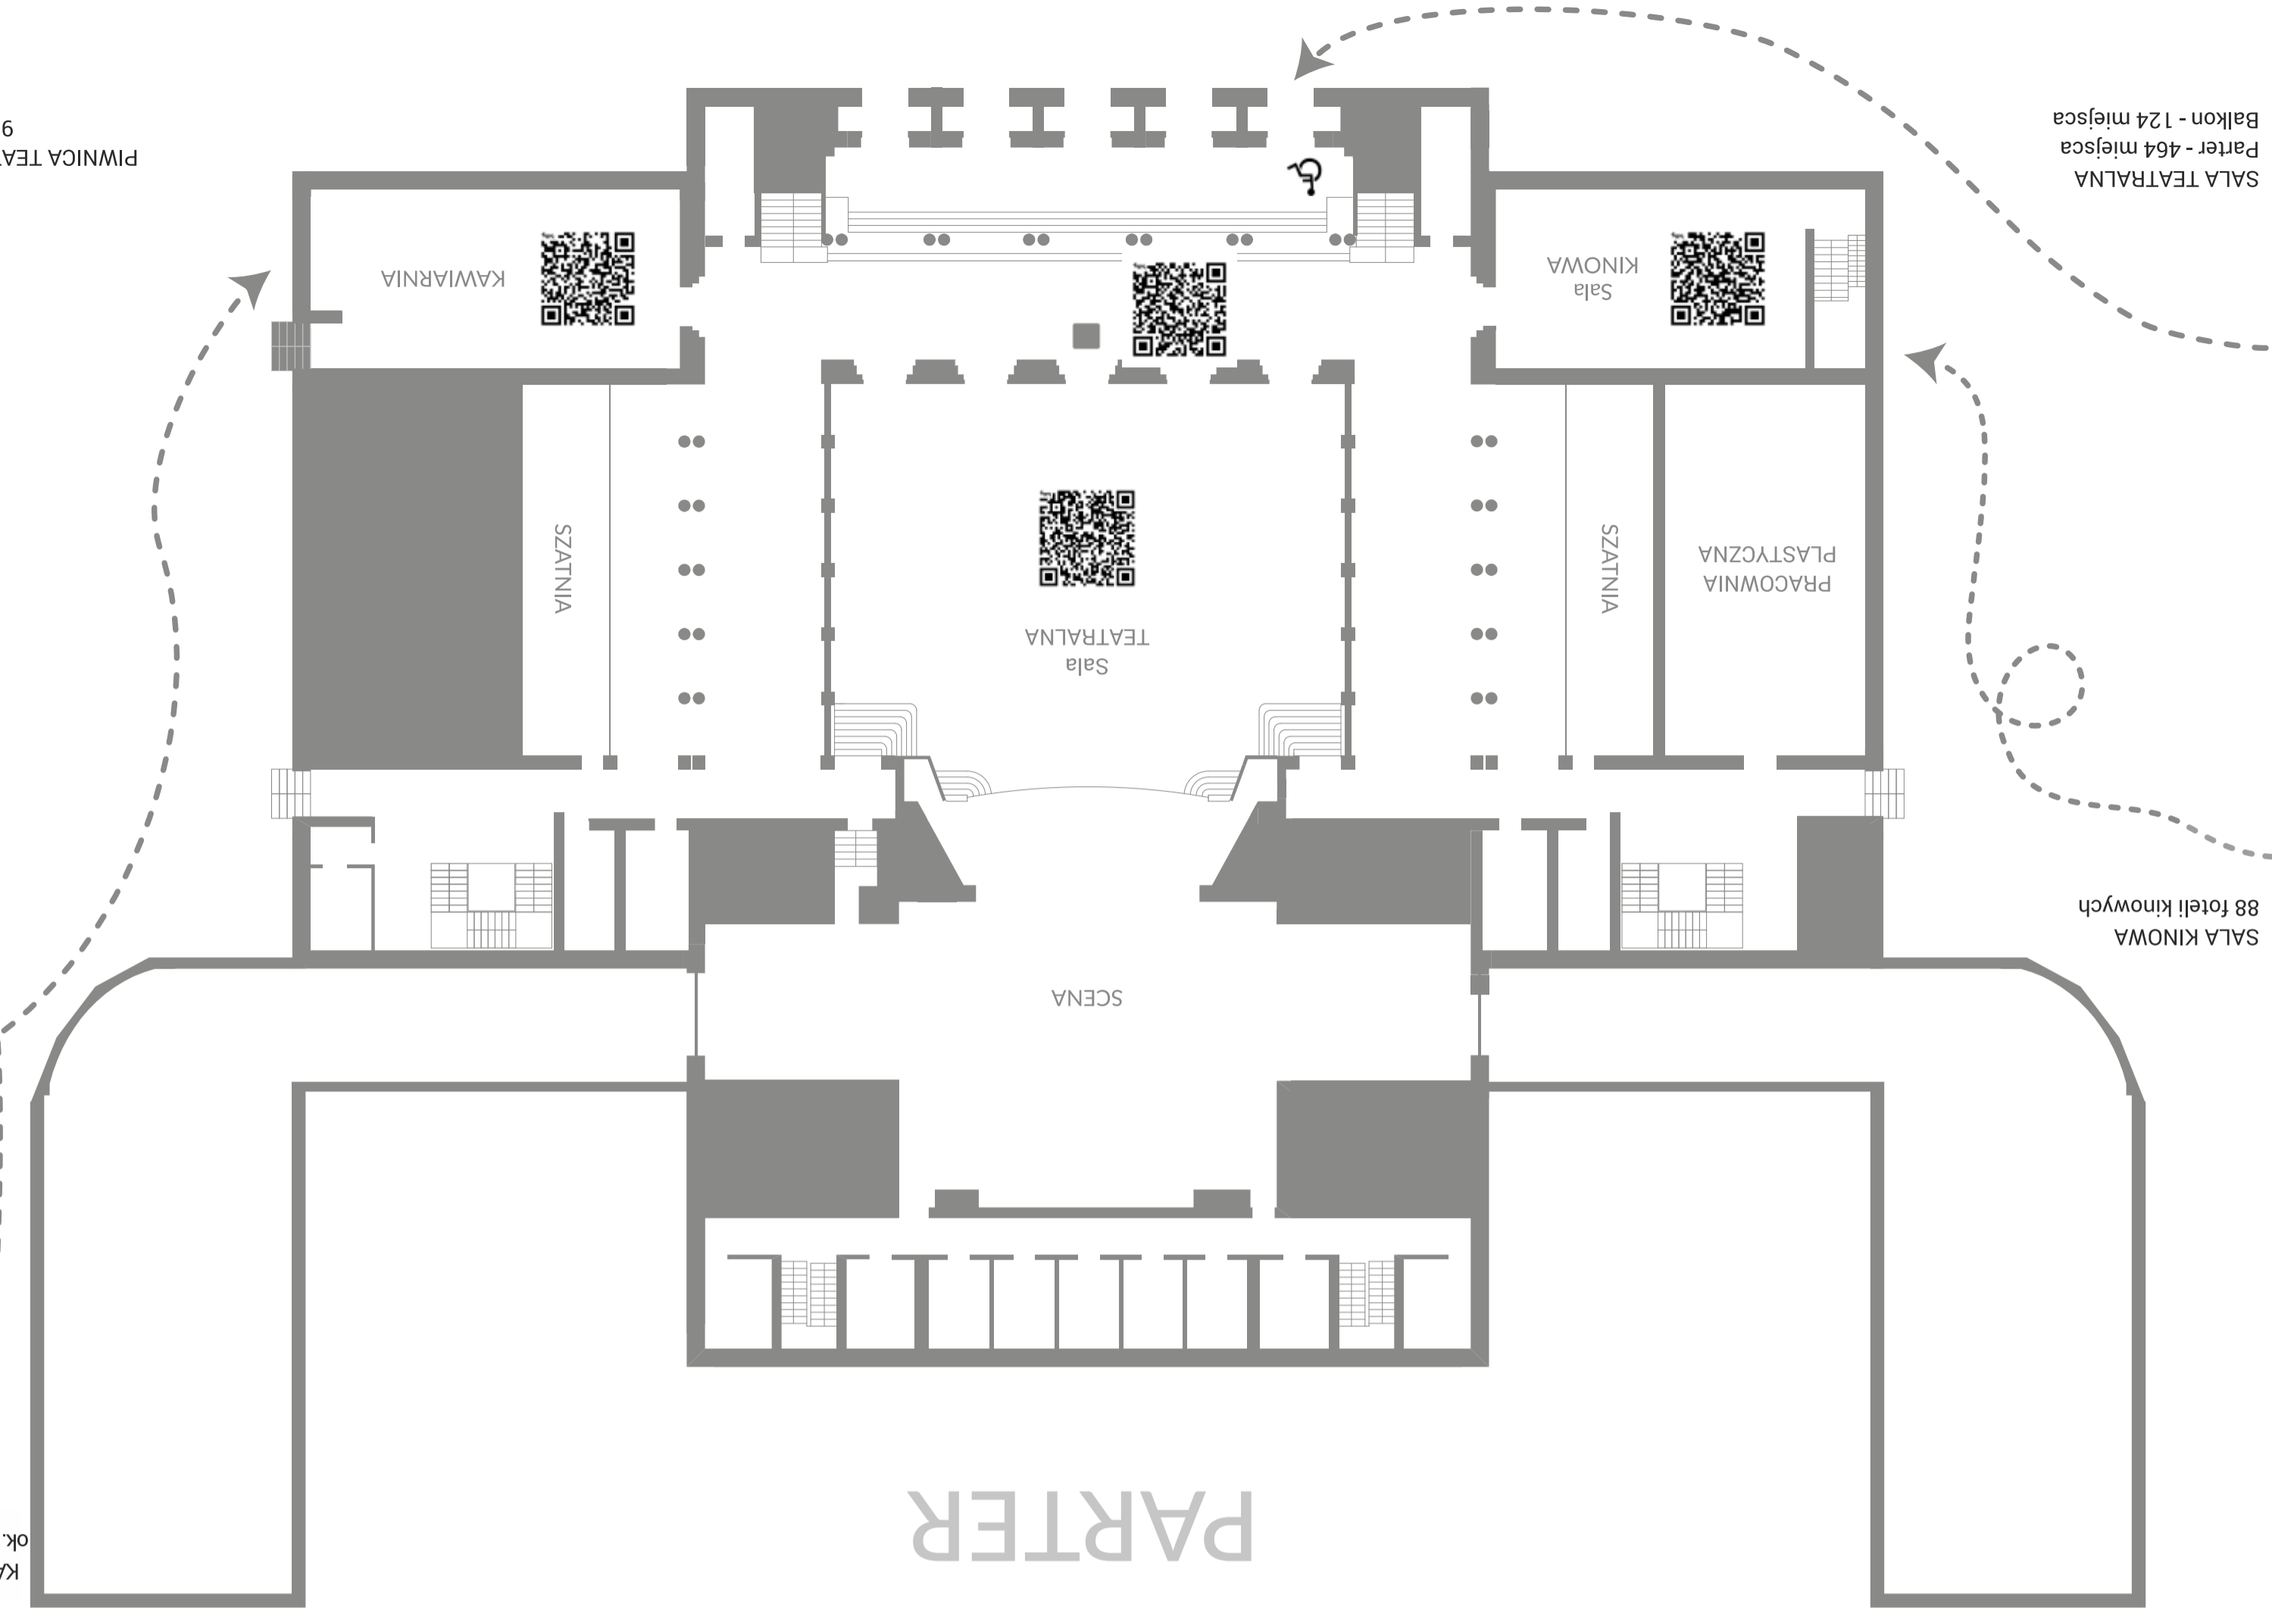 PARTER
SALA KINOWA
88 foteli kinowych
SCENA
Sala
TEATRALNA
SZATNIA
SZATNIA
PRACOWNIA
PLASTYCZNA
Sala
KINOWA
KAWIARNIA
SALA TEATRALNA
Parter - 464 miejsca
Balkon - 124 miejsca
PIWNICA
ok.